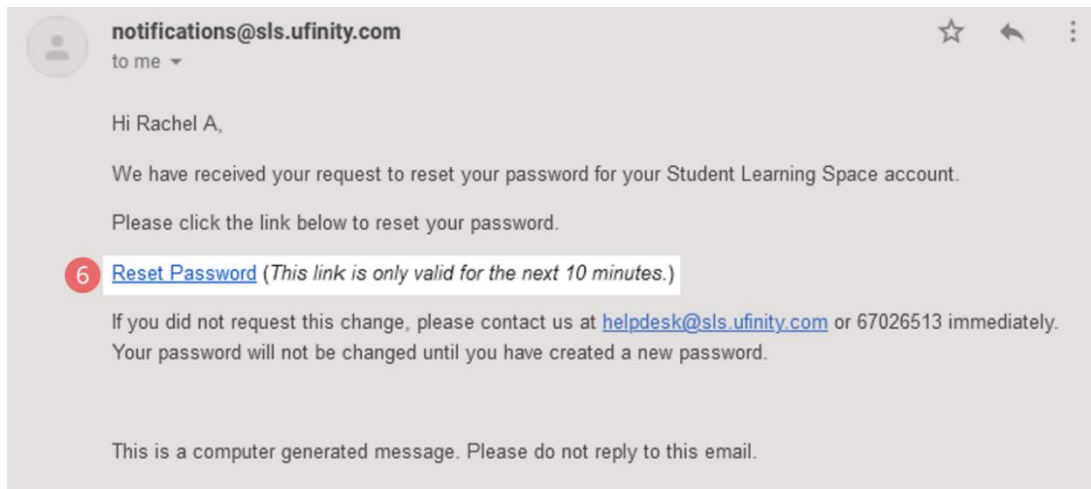 notifications@sls.ufinity.com
to me
Hi Rachel A,
We have received your request to reset your password for your Student Learning Space account.
Please click the link below to reset your password.
6 Reset Password (This link is only valid for the next 10 minutes.)
If you did not request this change, please contact us at helpdesk@sls.ufinity.com or 67026513 immediately.
Your password will not be changed until you have created a new password.
This is a computer generated message. Please do not reply to this email.